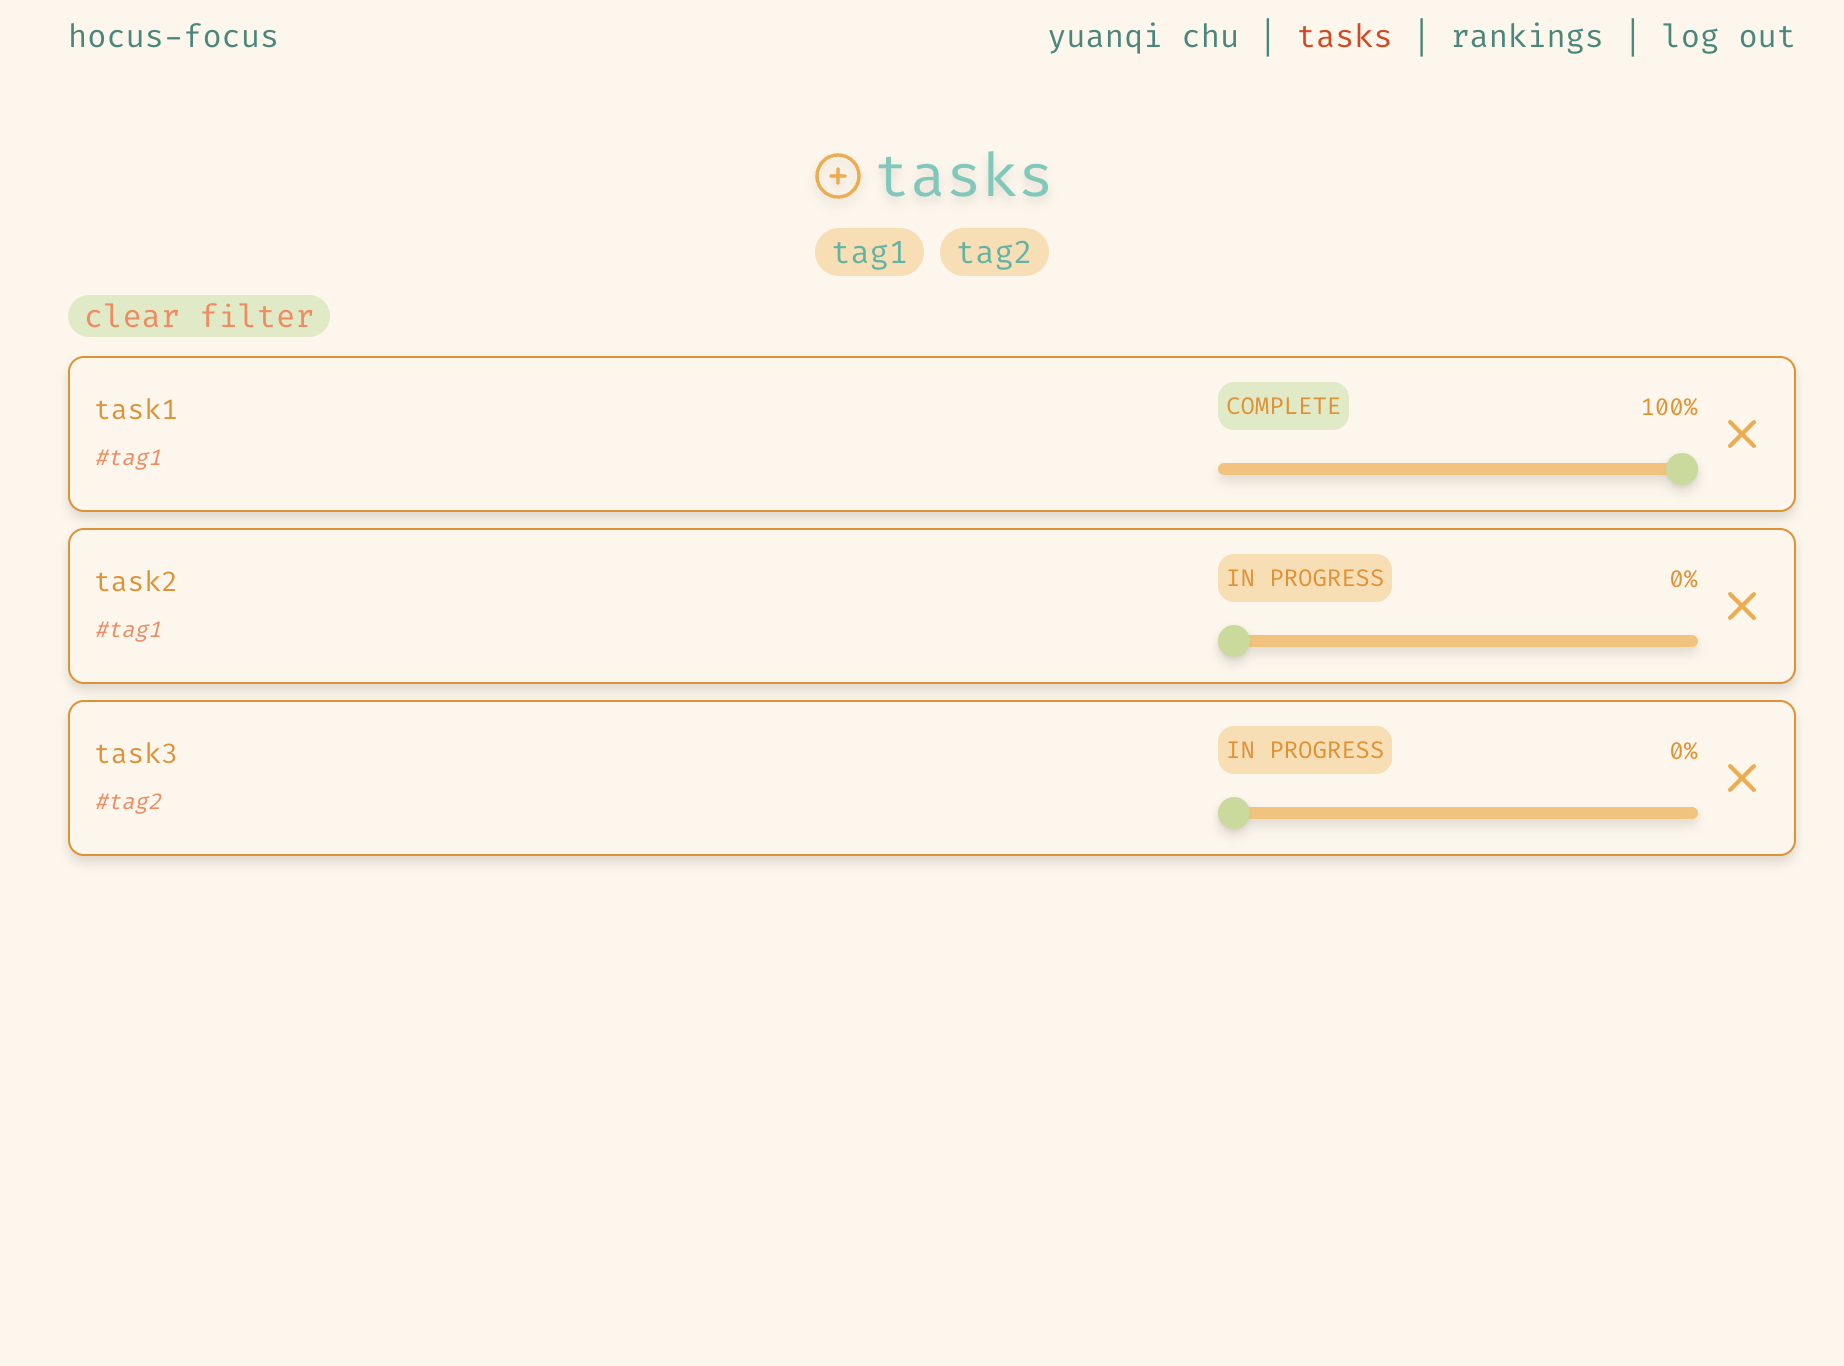 hocus-focus
yuanqi chu | tasks | rankings | log out
tasks
tag1 tag2
clear filter
task1
#tag1
COMPLETE 100%
task2
#tag1
IN PROGRESS 0%
task3
#tag2
IN PROGRESS 0%